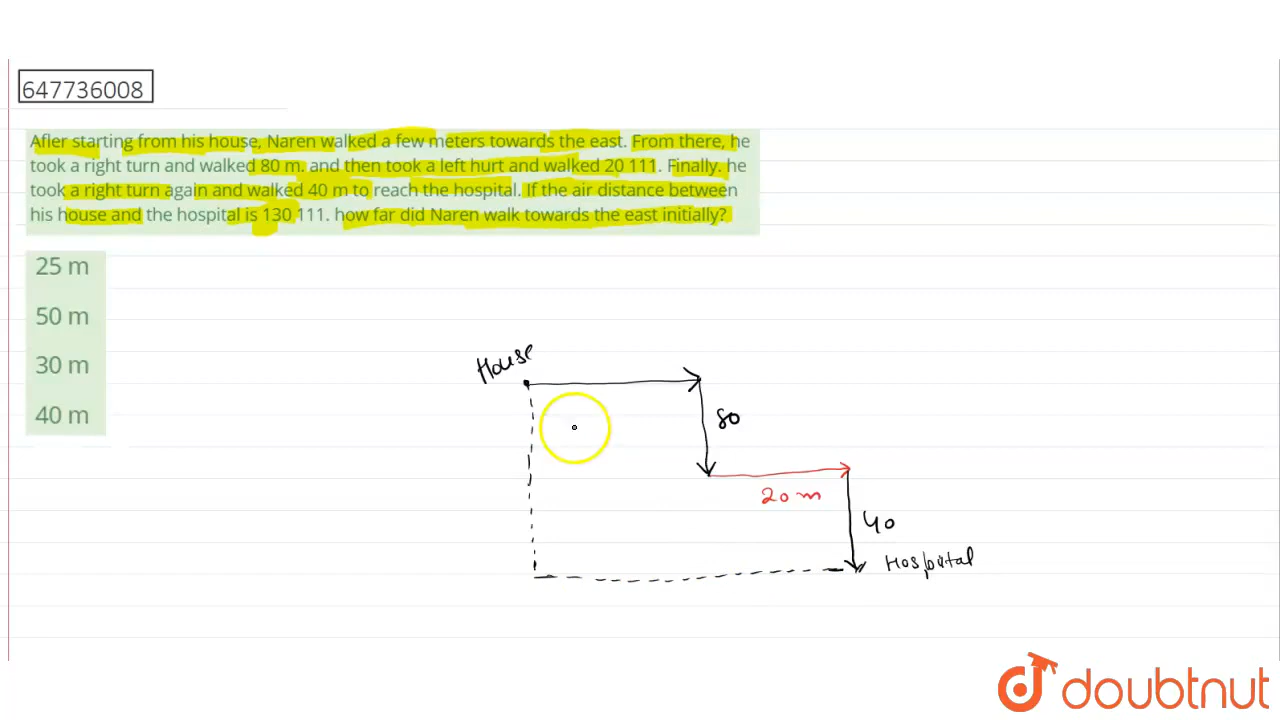 647736008
Afler starting from his house, Naren walked a few meters towards the east. From there, he
took a right turn and walked 80 m. and then took a left hurt and walked 20 111. Finally. he
took a right turn again and walked 40 m to reach the hospital. If the air distance between
his house and the hospital is 130 111. how far did Naren walk towards the east initially?
25 m
50 m
30 m
40 m
House
80
20 m
40
Hospital
doubtnut